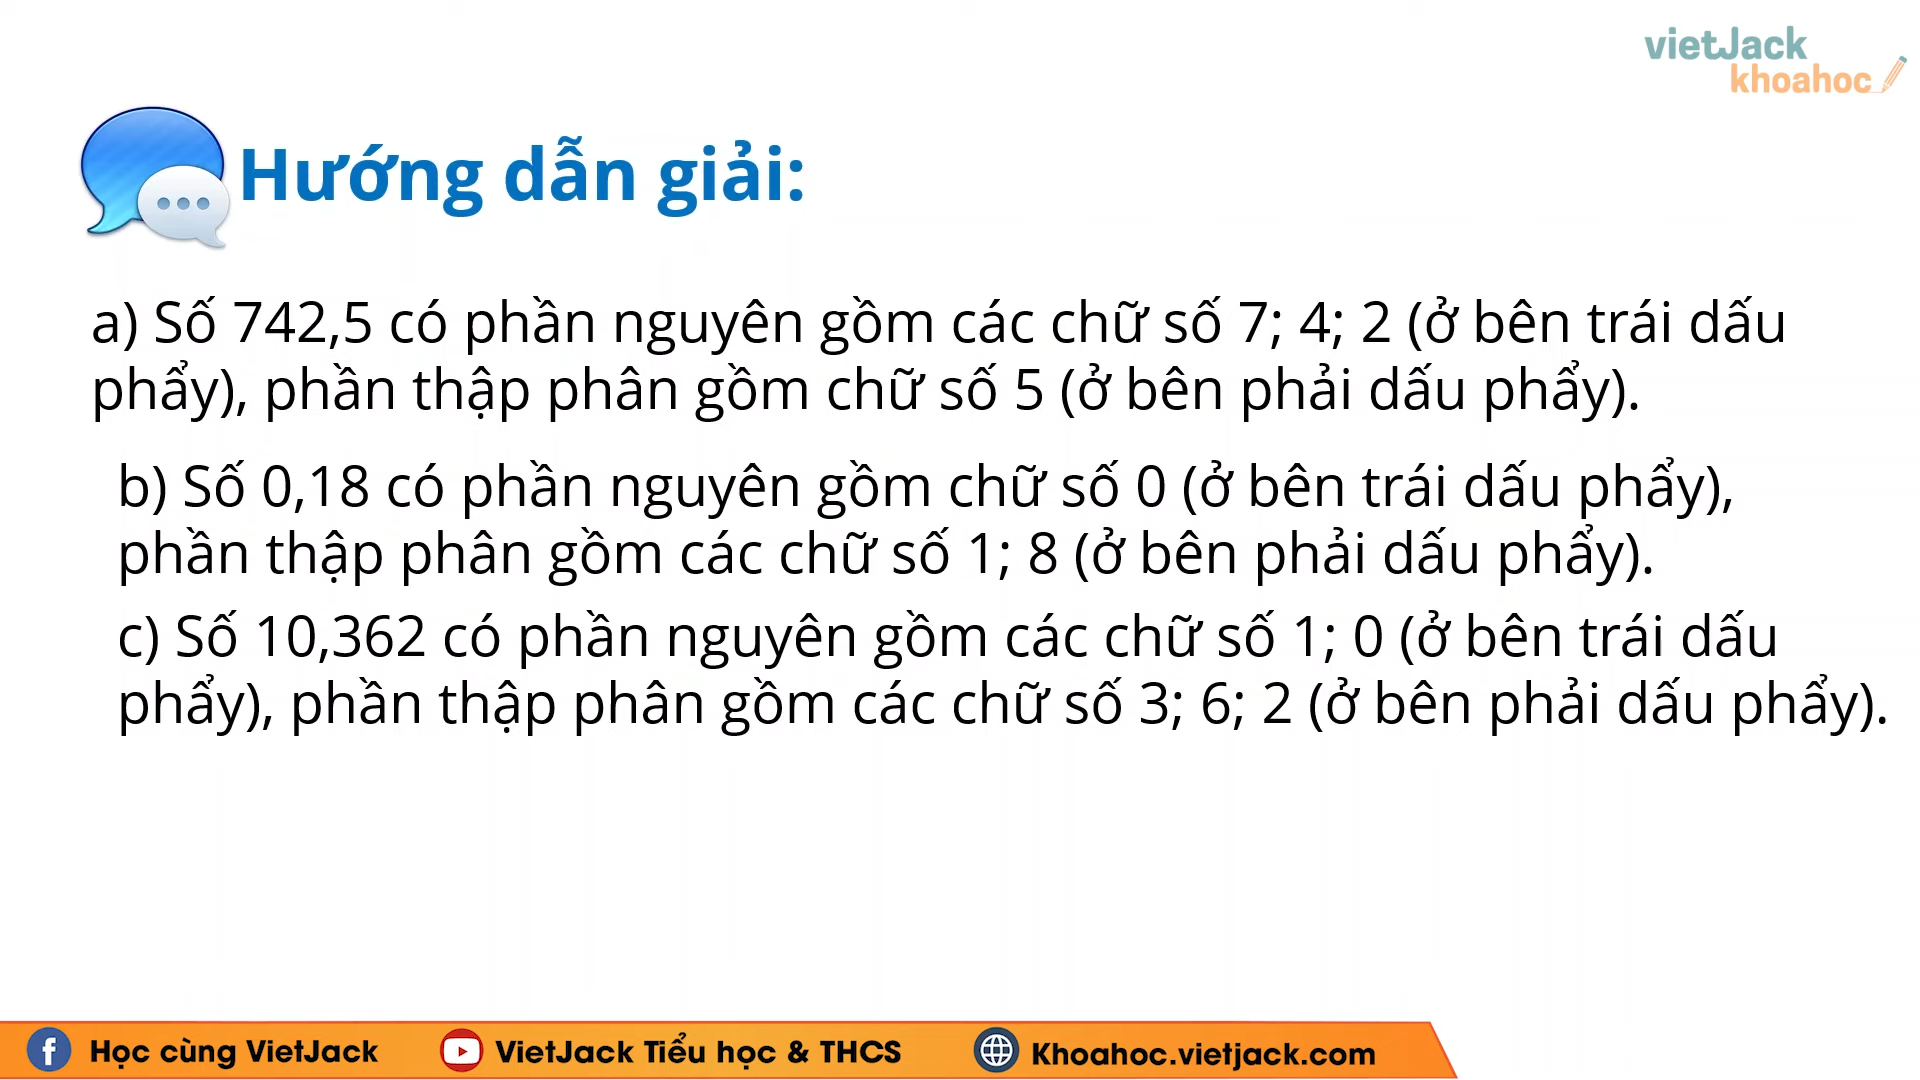 vietJack
khoahoc
Hướng dẫn giải:
a) Số 742,5 có phần nguyên gồm các chữ số 7; 4; 2 (ở bên trái dấu
phẩy), phần thập phân gồm chữ số 5 (ở bên phải dấu phẩy).
b) Số 0,18 có phần nguyên gồm chữ số 0 (ở bên trái dấu phẩy),
phần thập phân gồm các chữ số 1; 8 (ở bên phải dấu phẩy).
c) Số 10,362 có phần nguyên gồm các chữ số 1; 0 (ở bên trái dấu
phẩy), phần thập phân gồm các chữ số 3; 6; 2 (ở bên phải dấu phẩy).
Học cùng VietJack VietJack Tiểu học & THCS Khoahoc.vietjack.com